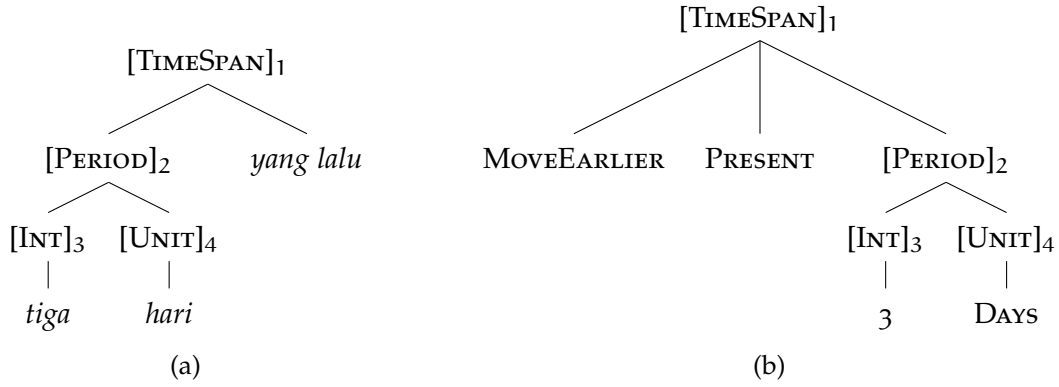 [TIMESPAN]₁
[PERIOD]₂ yang lalu
[INT]₃ [UNIT]₄
tiga hari
(a)
[TIMESPAN]₁
MOVEEARLIER PRESENT [PERIOD]₂
[INT]₃ [UNIT]₄
3 DAYS
(b)